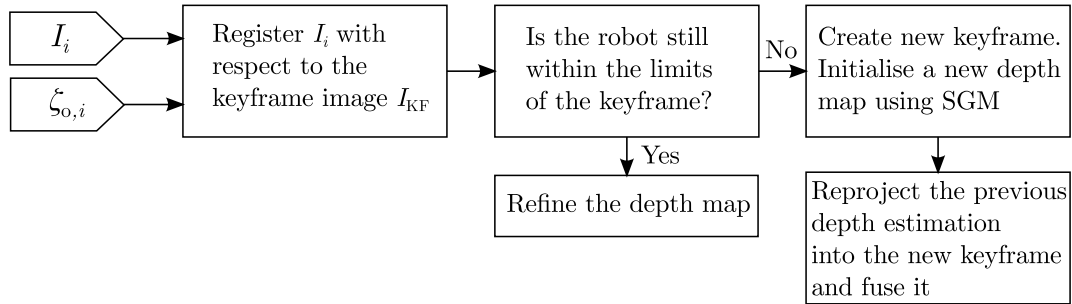 I_i
ζ_{o,i}
Register I_i with
respect to the
keyframe image I_KF
Is the robot still
within the limits
of the keyframe?
No
Create new keyframe.
Initialise a new depth
map using SGM
Yes
Refine the depth map
Reproject the previous
depth estimation
into the new keyframe
and fuse it